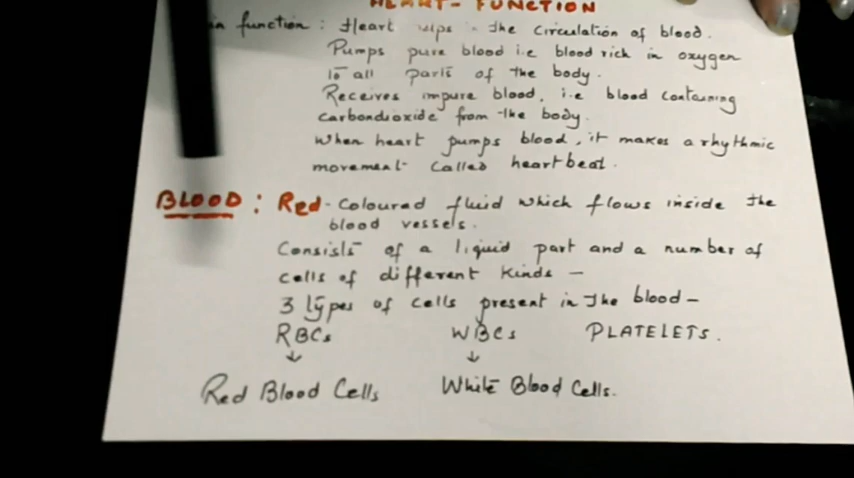 HEART - FUNCTION
in function : Heart in the circulation of blood.
Pumps pure blood i.e blood rich in oxygen
to all parts of the body.
Receives impure blood, i.e blood containing
carbondioxide from the body.
When heart pumps blood, it makes a rhythmic
movement called heartbeat.
BLOOD : Red-Coloured fluid which flows inside the
blood vessels.
Consists of a liquid part and a number of
cells of different kinds -
3 types of cells present in the blood -
RBCs WBCs PLATELETS.
Red Blood Cells White Blood Cells.